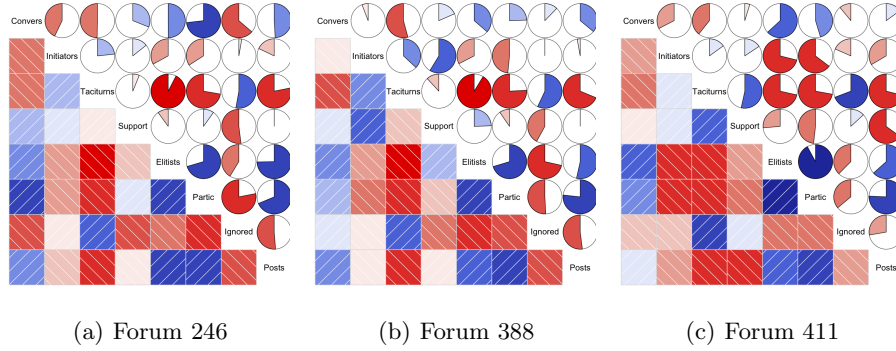 Convers
Initiators
Taciturns
Support
Elitists
Partic
Ignored
Posts
(a) Forum 246
Convers
Initiators
Taciturns
Support
Elitists
Partic
Ignored
Posts
(b) Forum 388
Convers
Initiators
Taciturns
Support
Elitists
Partic
Ignored
Posts
(c) Forum 411